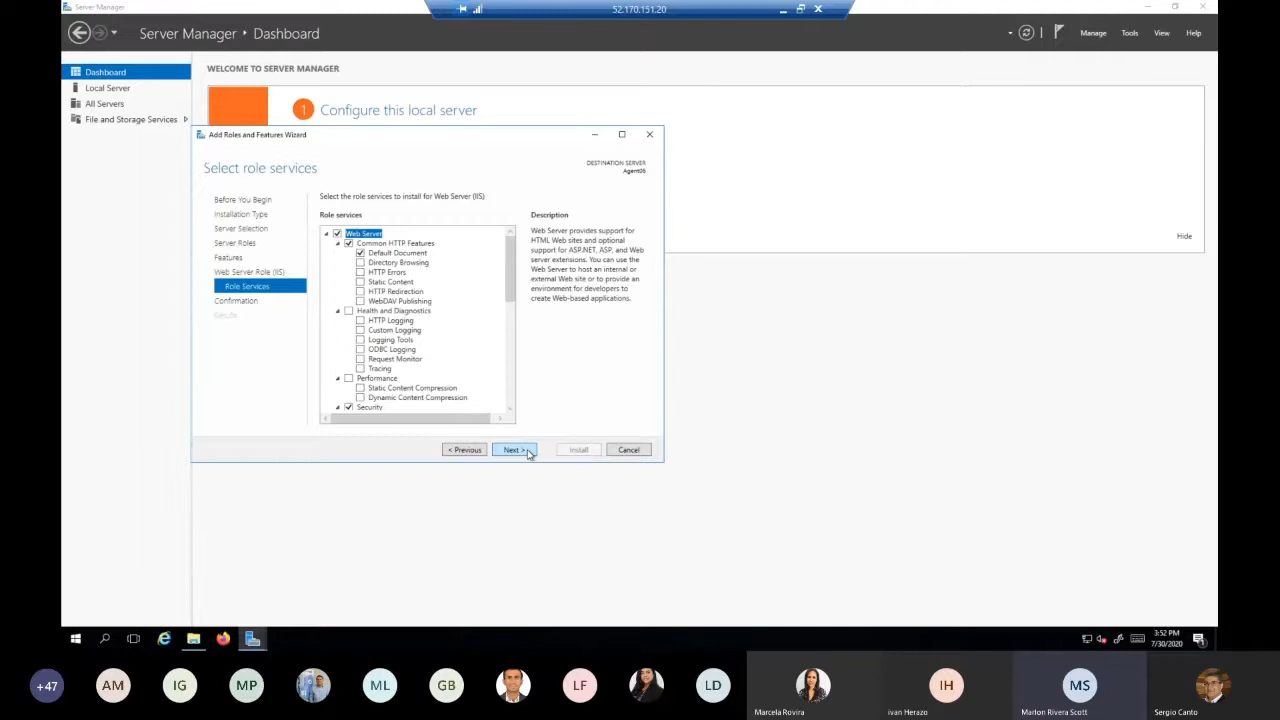 Server Manager
52.170.151.20
Server Manager • Dashboard
Manage
Tools
View
Help
Dashboard
Local Server
All Servers
File and Storage Services
WELCOME TO SERVER MANAGER
1
Configure this local server
Hide
Add Roles and Features Wizard
Select role services
DESTINATION SERVER
Agent06
Before You Begin
Installation Type
Server Selection
Server Roles
Features
Web Server Role (IIS)
Role Services
Confirmation
Results
Select the role services to install for Web Server (IIS)
Role services
Web Server
Common HTTP Features
Default Document
Directory Browsing
HTTP Errors
Static Content
HTTP Redirection
WebDAV Publishing
Health and Diagnostics
HTTP Logging
Custom Logging
Logging Tools
ODBC Logging
Request Monitor
Tracing
Performance
Static Content Compression
Dynamic Content Compression
Security
Description
Web Server provides support for
HTML Web sites and optional
support for ASP.NET, ASP, and Web
server extensions. You can use the
Web Server to host an internal or
external Web site or to provide an
environment for developers to
create Web-based applications.
< Previous
Next >
Install
Cancel
3:52 PM
7/30/2020
1
+47
AM
IG
MP
ML
GB
LF
LD
Marcela Rovira
IH
ivan Herazo
MS
Marlon Rivera Scott
Sergio Canto